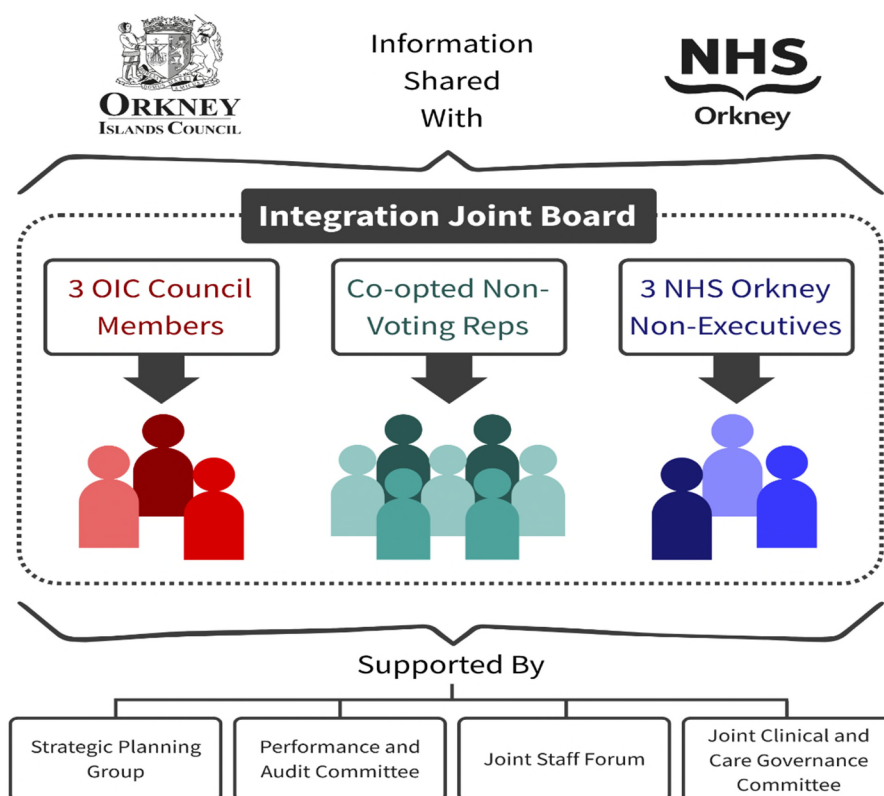 ORKNEY
ISLANDS COUNCIL
Information
Shared
With
NHS
Orkney
Integration Joint Board
3 OIC Council
Members
Co-opted Non-
Voting Reps
3 NHS Orkney
Non-Executives
Supported By
Strategic Planning
Group
Performance and
Audit Committee
Joint Staff Forum
Joint Clinical and
Care Governance
Committee